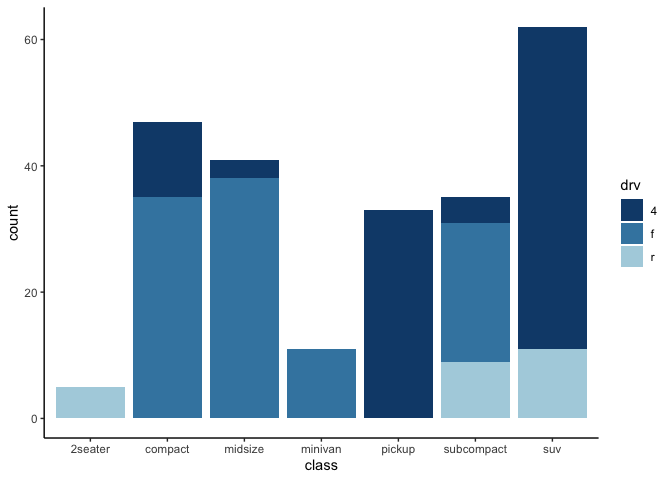 60
40
20
0
count
2seater compact midsize minivan pickup subcompact suv
class
drv
4
f
r